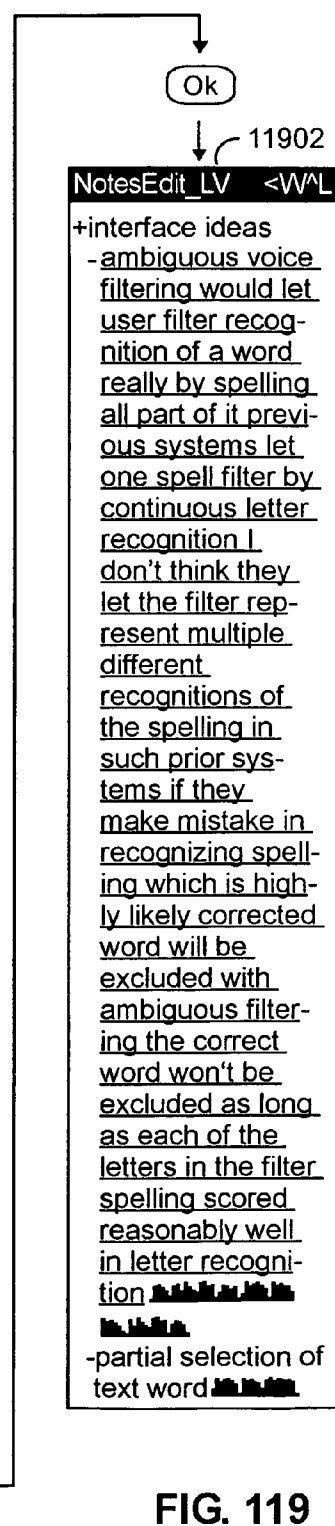 Ok
11902
NotesEdit_LV <W^L
+interface ideas
-ambiguous voice
filtering would let
user filter recog-
nition of a word
really by spelling
all part of it previ-
ous systems let
one spell filter by
continuous letter
recognition I
don't think they
let the filter rep-
resent multiple
different
recognitions of
the spelling in
such prior sys-
tems if they
make mistake in
recognizing spell-
ing which is high-
ly likely corrected
word will be
excluded with
ambiguous filter-
ing the correct
word won't be
excluded as long
as each of the
letters in the filter
spelling scored
reasonably well
in letter recogni-
tion
-partial selection of
text word
FIG. 119